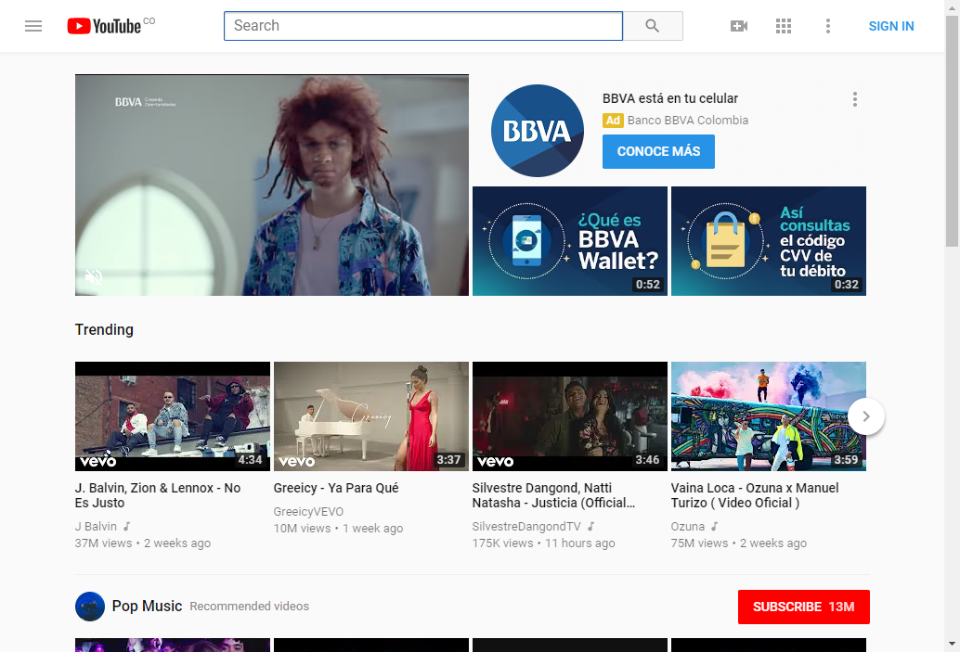 YouTube CO
Search
SIGN IN
BBVA Creando Oportunidades
BBVA
BBVA está en tu celular
Ad Banco BBVA Colombia
CONOCE MÁS
¿Qué es
BBVA
Wallet?
0:52
Así
consultas
el código
CVV de
tu débito
0:32
Trending
vevo 4:34
vevo Greeicy 3:37
vevo 3:46
3:59
J. Balvin, Zion & Lennox - No
Es Justo
J Balvin
37M views • 2 weeks ago
Greeicy - Ya Para Qué
GreeicyVEVO
10M views • 1 week ago
Silvestre Dangond, Natti
Natasha - Justicia (Official...
SilvestreDangondTV
175K views • 11 hours ago
Vaina Loca - Ozuna x Manuel
Turizo ( Video Oficial )
Ozuna
75M views • 2 weeks ago
Pop Music Recommended videos
SUBSCRIBE 13M